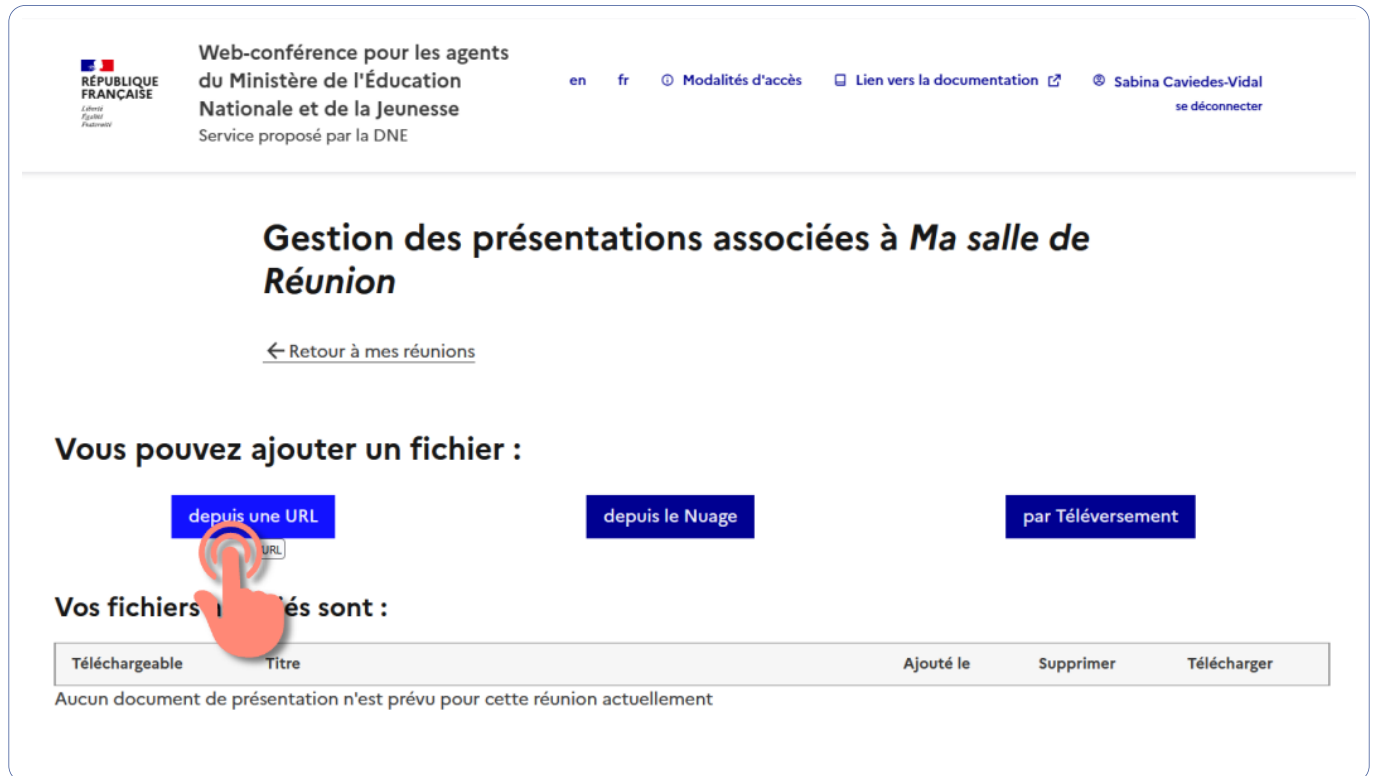 RÉPUBLIQUE
FRANÇAISE
Liberté
Égalité
Fraternité
Web-conférence pour les agents
du Ministère de l'Éducation
Nationale et de la Jeunesse
Service proposé par la DNE
en fr Modalités d'accès Lien vers la documentation Sabina Caviedes-Vidal
se déconnecter
Gestion des présentations associées à Ma salle de
Réunion
Retour à mes réunions
Vous pouvez ajouter un fichier :
depuis une URL depuis le Nuage par Téléversement
URL
Vos fichiers sont :
Téléchargeable Titre Ajouté le Supprimer Télécharger
Aucun document de présentation n'est prévu pour cette réunion actuellement